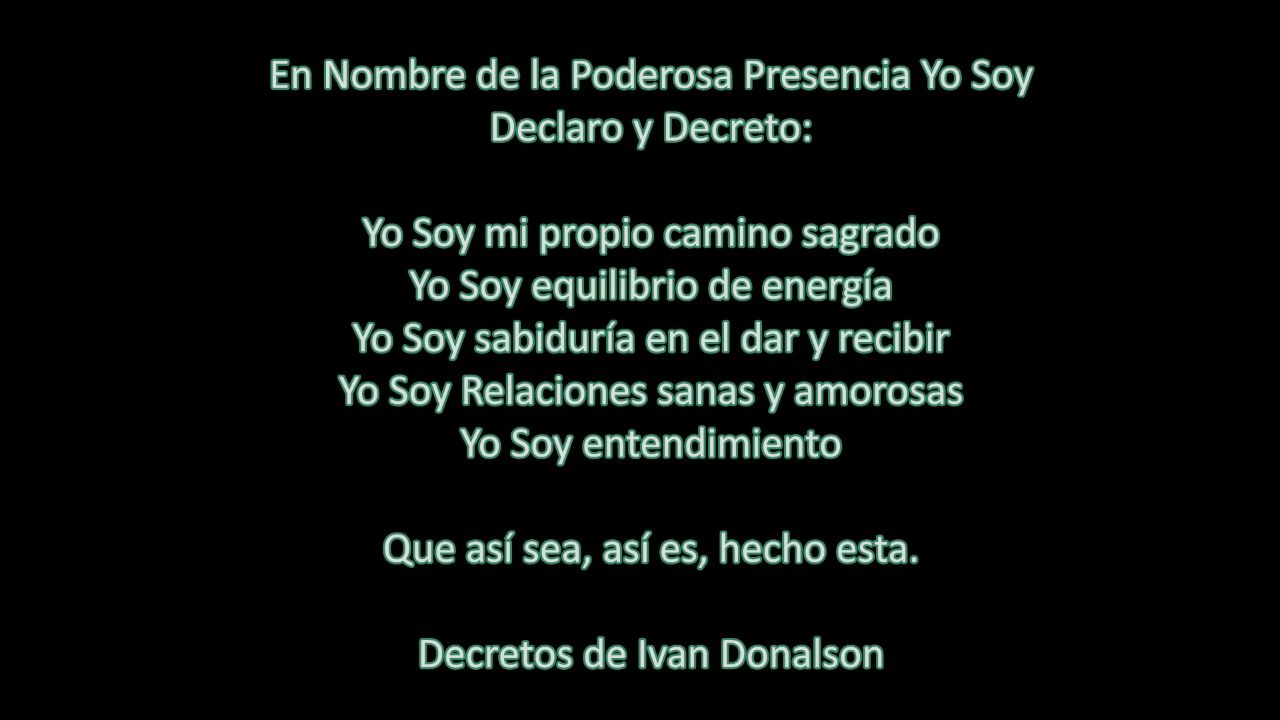 En Nombre de la Poderosa Presencia Yo Soy
Declaro y Decreto:
Yo Soy mi propio camino sagrado
Yo Soy equilibrio de energía
Yo Soy sabiduría en el dar y recibir
Yo Soy Relaciones sanas y amorosas
Yo Soy entendimiento
Que así sea, así es, hecho esta.
Decretos de Ivan Donalson